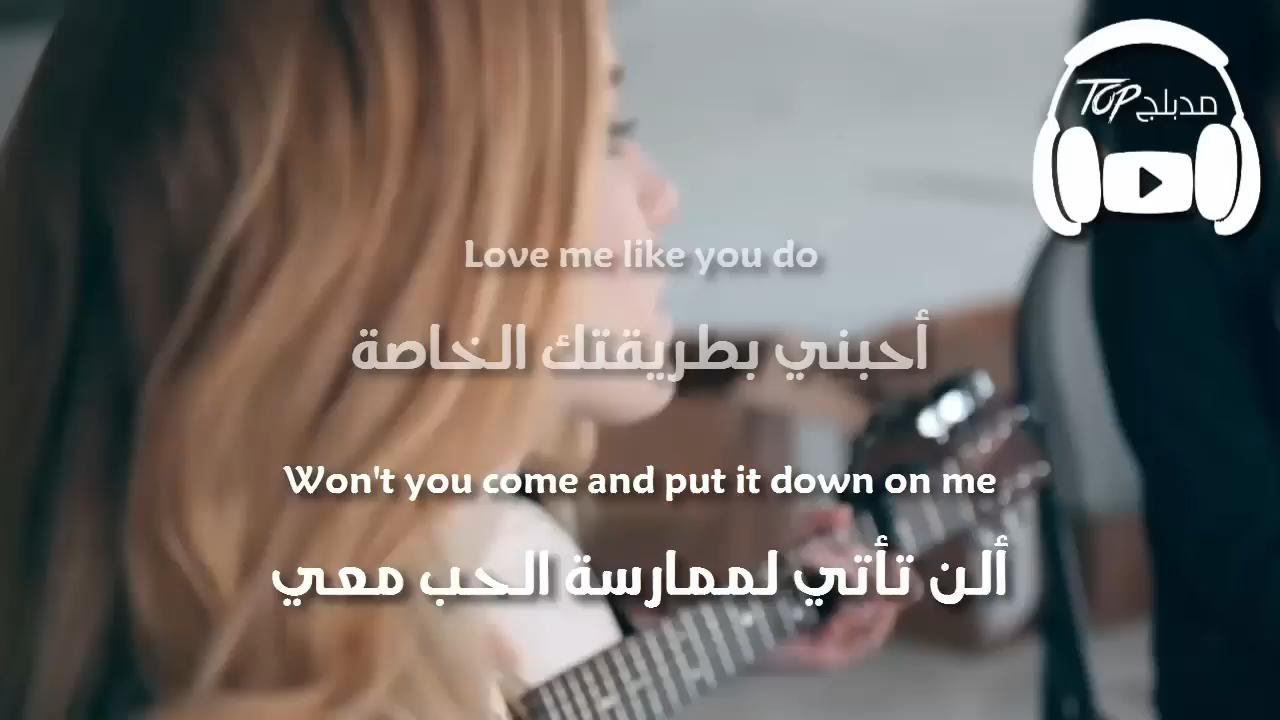 TOP مدبلج
Love me like you do
أحبني بطريقتك الخاصة
Won't you come and put it down on me
ألن تأتي لممارسة الحب معي